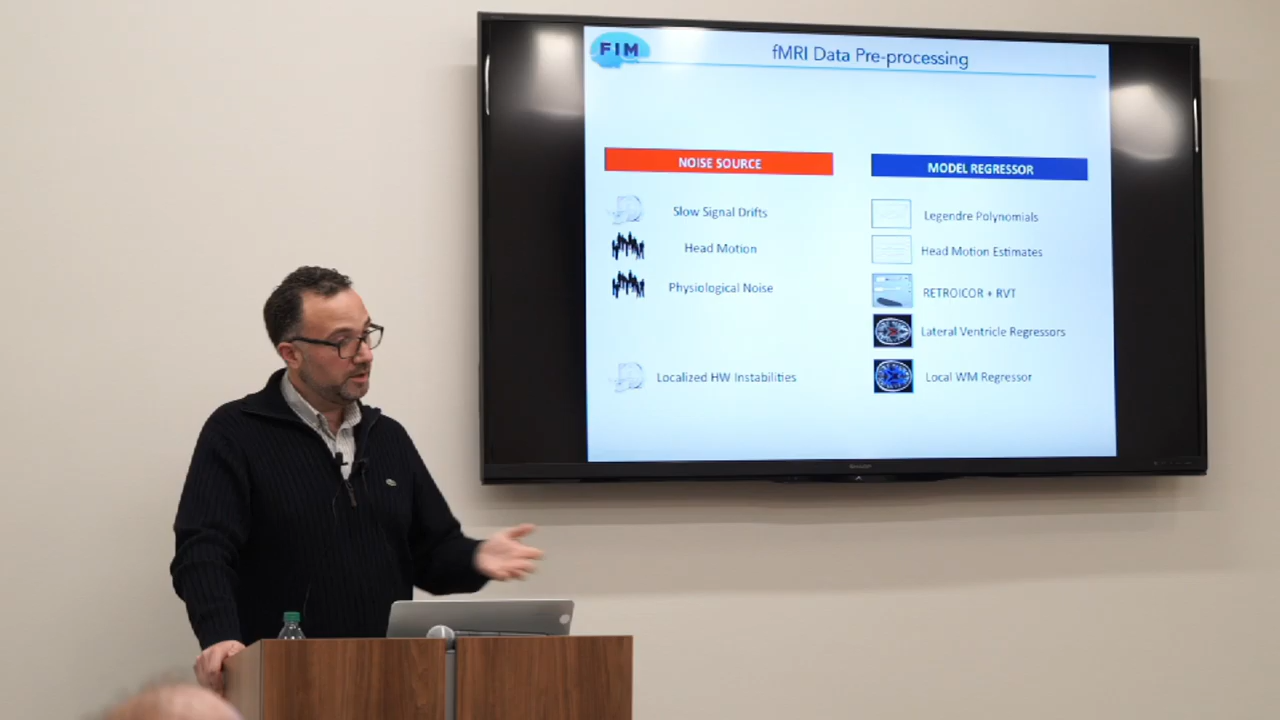 FIM
fMRI Data Pre-processing
NOISE SOURCE
MODEL REGRESSOR
Slow Signal Drifts
Legendre Polynomials
Head Motion
Head Motion Estimates
Physiological Noise
RETROICOR + RVT
Lateral Ventricle Regressors
Localized HW Instabilities
Local WM Regressor
SHARP